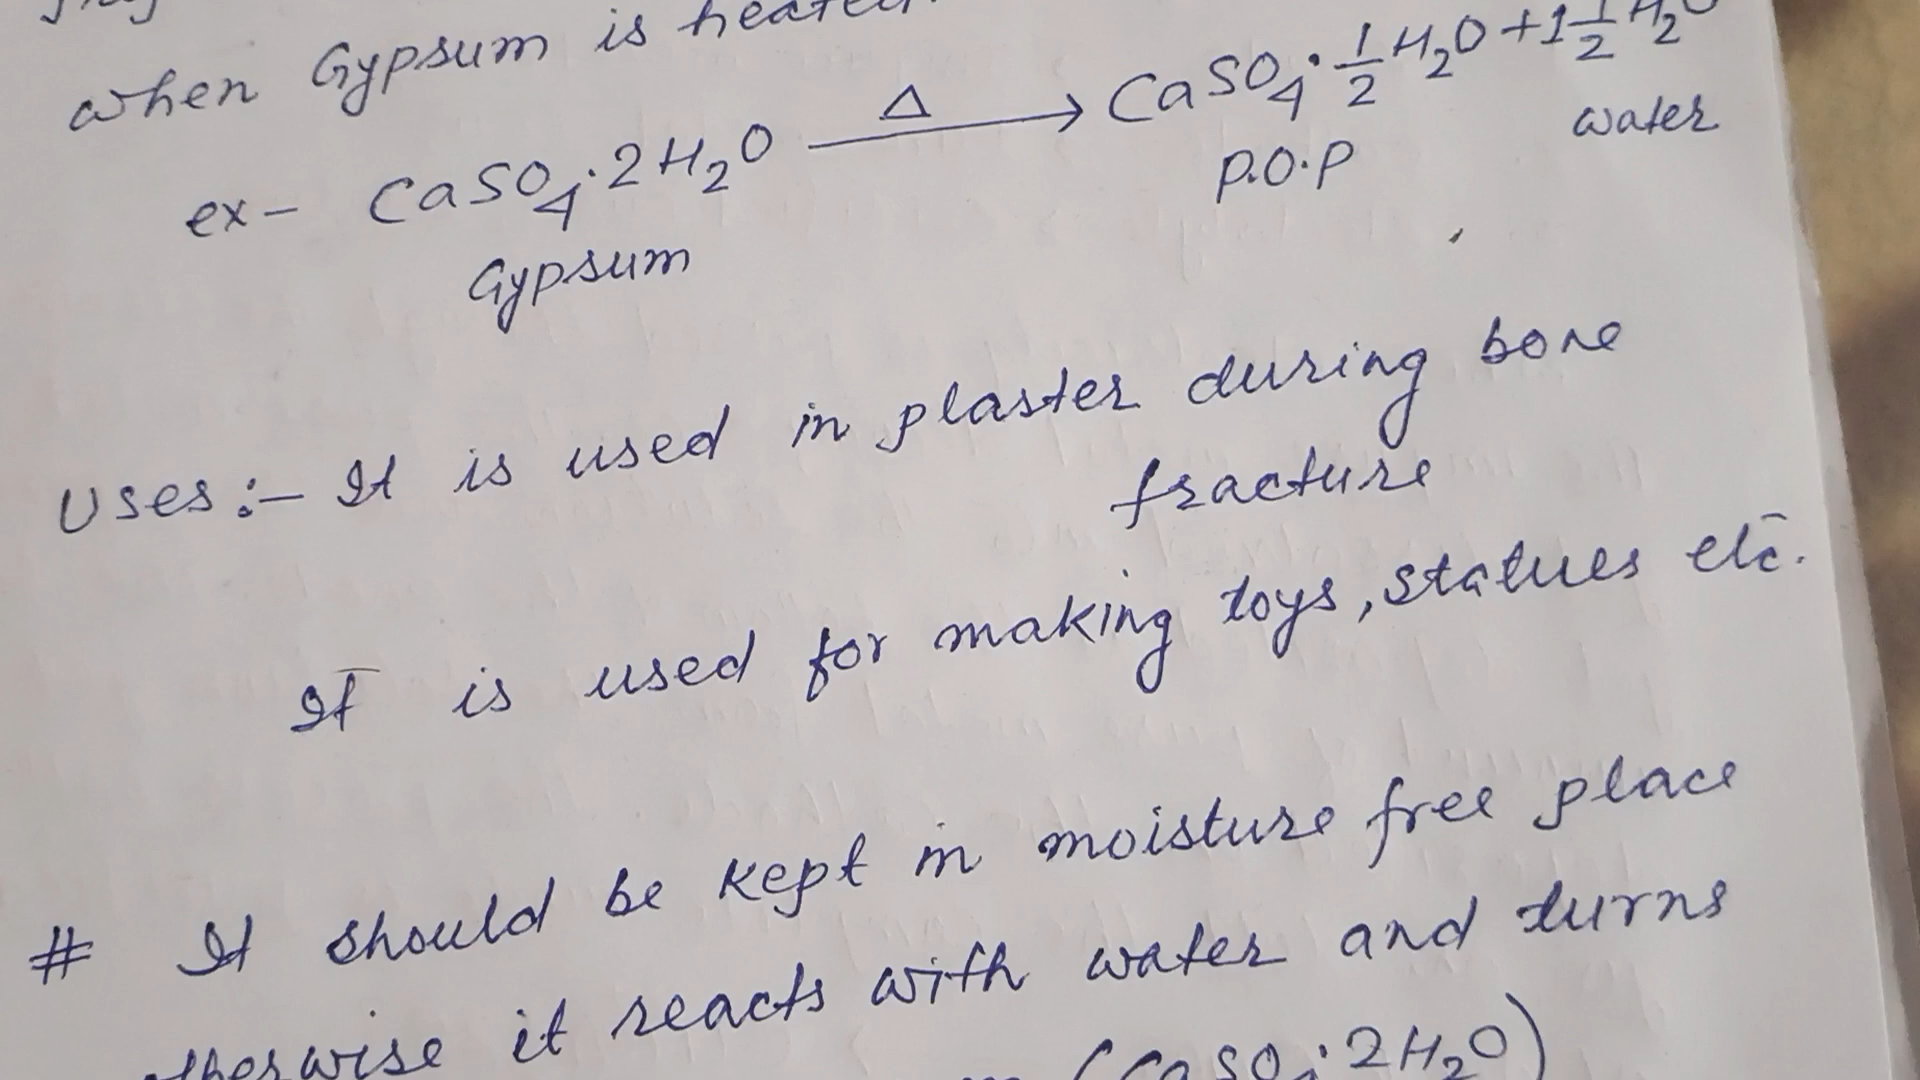 when Gypsum is heated
CaSO₄·½H₂O + 1½H₂O
ex- CaSO₄·2H₂O —Δ→
P.O.P water
Gypsum
Uses :- It is used in plaster during bone
fracture
It is used for making toys, statues etc.
# It should be kept in moisture free place
otherwise it reacts with water and turns
(CaSO₄·2H₂O)